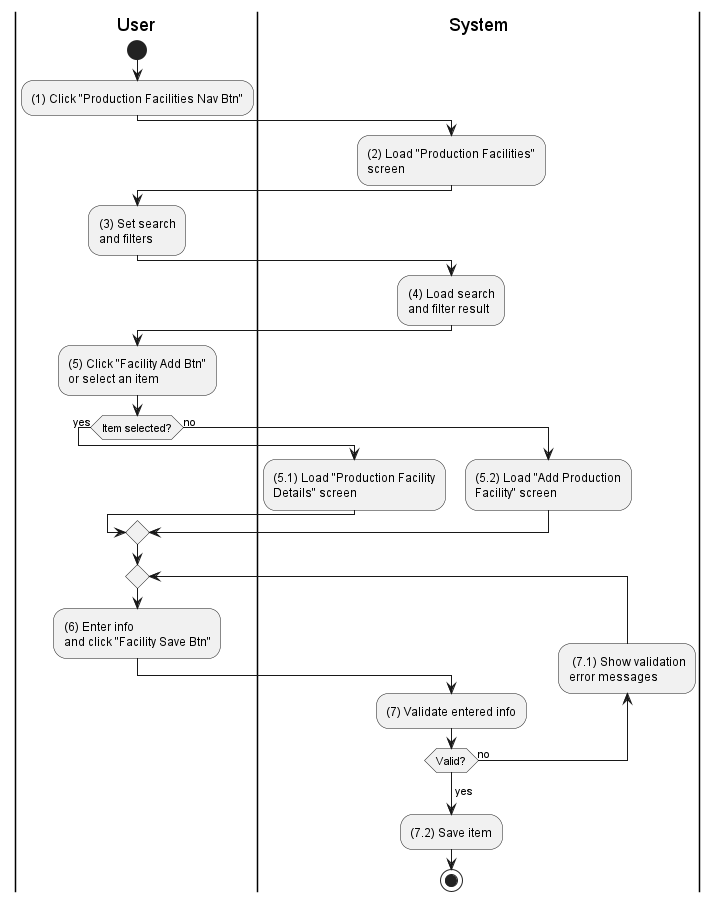 User
System
(1) Click "Production Facilities Nav Btn"
(2) Load "Production Facilities"
screen
(3) Set search
and filters
(4) Load search
and filter result
(5) Click "Facility Add Btn"
or select an item
yes
Item selected?
no
(5.1) Load "Production Facility
Details" screen
(5.2) Load "Add Production
Facility" screen
(6) Enter info
and click "Facility Save Btn"
(7.1) Show validation
error messages
(7) Validate entered info
Valid?
no
yes
(7.2) Save item